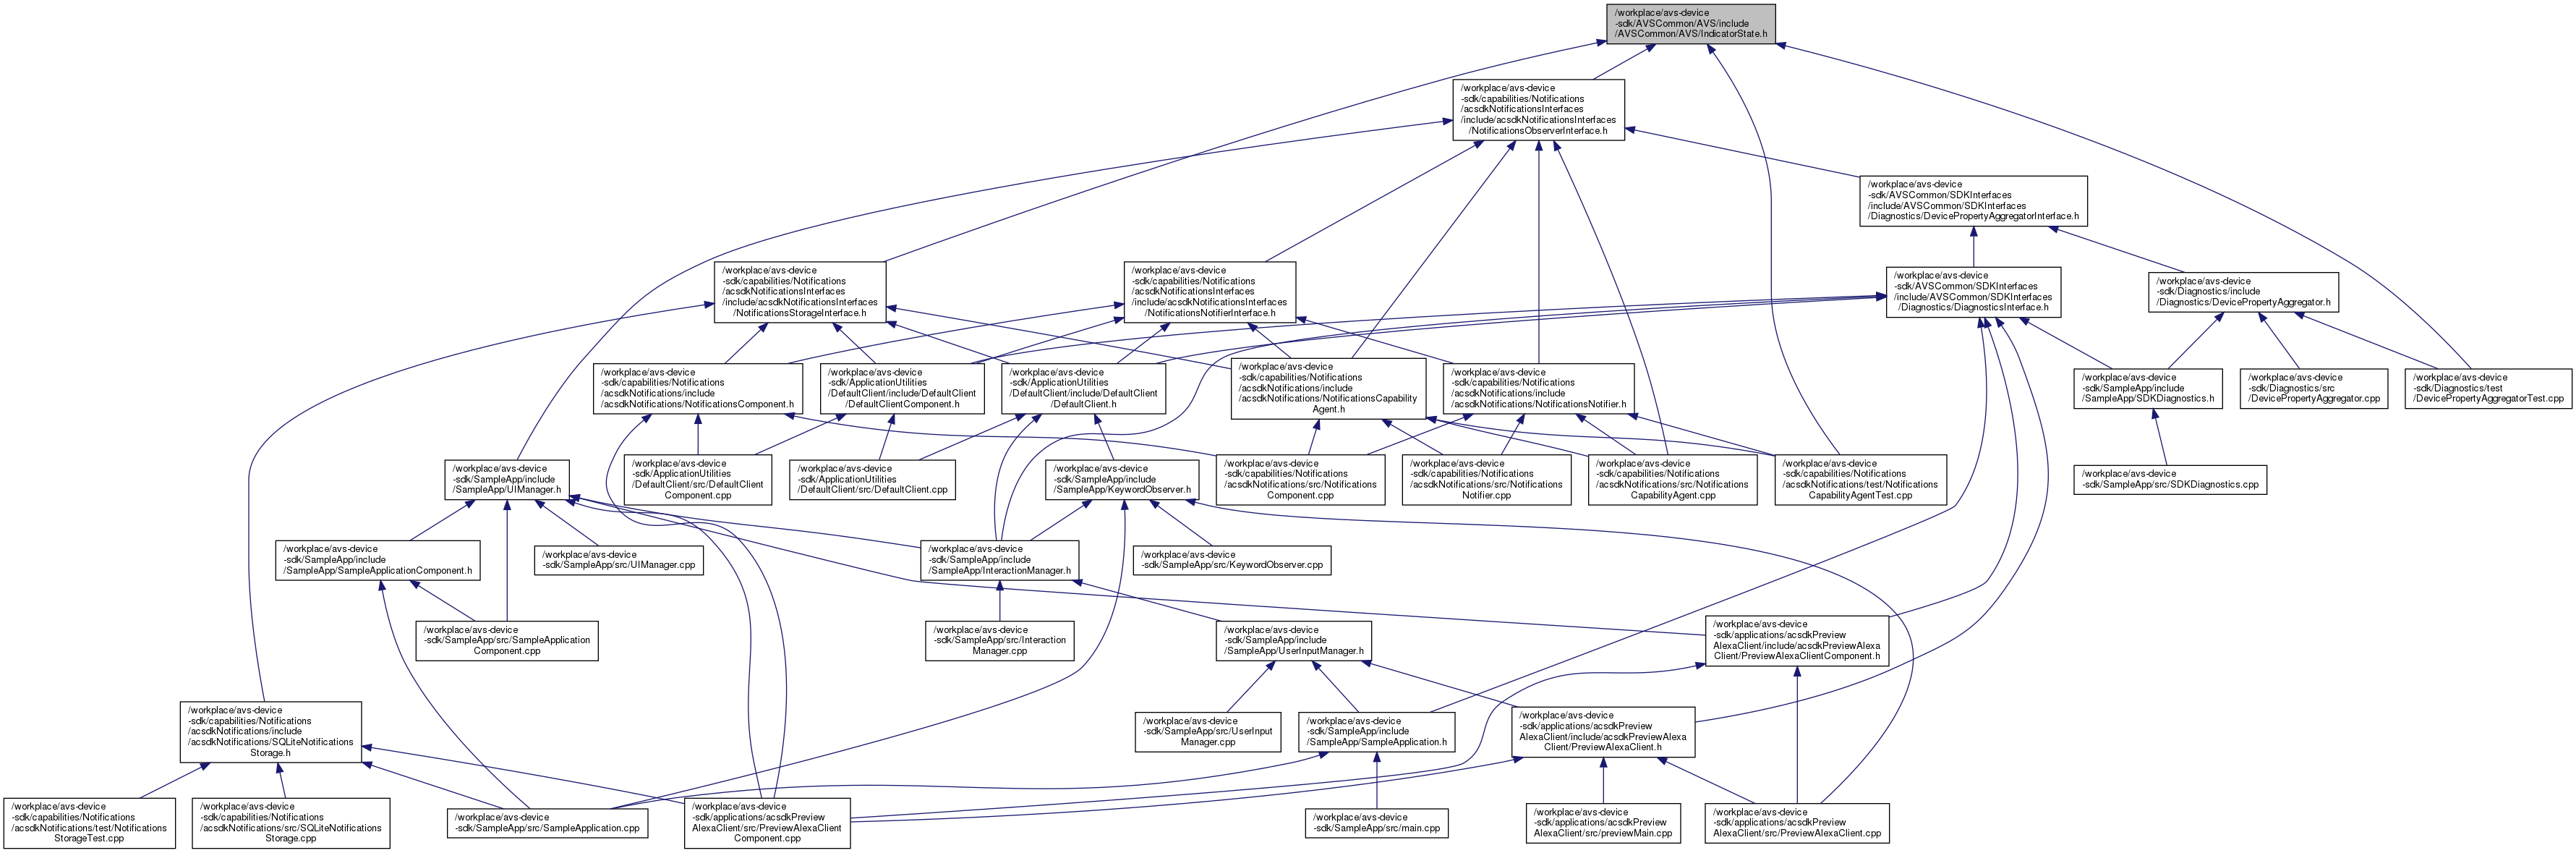 /workplace/avs-device
-sdk/AVSCommon/AVS/include
/AVSCommon/AVS/IndicatorState.h
/workplace/avs-device
-sdk/capabilities/Notifications
/acsdkNotificationsInterfaces
/include/acsdkNotificationsInterfaces
/NotificationsObserverInterface.h
/workplace/avs-device
-sdk/AVSCommon/SDKInterfaces
/include/AVSCommon/SDKInterfaces
/Diagnostics/DevicePropertyAggregatorInterface.h
/workplace/avs-device
-sdk/capabilities/Notifications
/acsdkNotificationsInterfaces
/include/acsdkNotificationsInterfaces
/NotificationsStorageInterface.h
/workplace/avs-device
-sdk/capabilities/Notifications
/acsdkNotificationsInterfaces
/include/acsdkNotificationsInterfaces
/NotificationsNotifierInterface.h
/workplace/avs-device
-sdk/AVSCommon/SDKInterfaces
/include/AVSCommon/SDKInterfaces
/Diagnostics/DiagnosticsInterface.h
/workplace/avs-device
-sdk/Diagnostics/include
/Diagnostics/DevicePropertyAggregator.h
/workplace/avs-device
-sdk/capabilities/Notifications
/acsdkNotifications/include
/acsdkNotifications/NotificationsComponent.h
/workplace/avs-device
-sdk/ApplicationUtilities
/DefaultClient/include/DefaultClient
/DefaultClientComponent.h
/workplace/avs-device
-sdk/ApplicationUtilities
/DefaultClient/include/DefaultClient
/DefaultClient.h
/workplace/avs-device
-sdk/capabilities/Notifications
/acsdkNotifications/include
/acsdkNotifications/NotificationsCapability
Agent.h
/workplace/avs-device
-sdk/capabilities/Notifications
/acsdkNotifications/include
/acsdkNotifications/NotificationsNotifier.h
/workplace/avs-device
-sdk/SampleApp/include
/SampleApp/SDKDiagnostics.h
/workplace/avs-device
-sdk/Diagnostics/src
/DevicePropertyAggregator.cpp
/workplace/avs-device
-sdk/Diagnostics/test
/DevicePropertyAggregatorTest.cpp
/workplace/avs-device
-sdk/SampleApp/include
/SampleApp/UIManager.h
/workplace/avs-device
-sdk/ApplicationUtilities
/DefaultClient/src/DefaultClient
Component.cpp
/workplace/avs-device
-sdk/ApplicationUtilities
/DefaultClient/src/DefaultClient.cpp
/workplace/avs-device
-sdk/SampleApp/include
/SampleApp/KeywordObserver.h
/workplace/avs-device
-sdk/capabilities/Notifications
/acsdkNotifications/src/Notifications
Component.cpp
/workplace/avs-device
-sdk/capabilities/Notifications
/acsdkNotifications/src/Notifications
Notifier.cpp
/workplace/avs-device
-sdk/capabilities/Notifications
/acsdkNotifications/src/Notifications
CapabilityAgent.cpp
/workplace/avs-device
-sdk/capabilities/Notifications
/acsdkNotifications/test/Notifications
CapabilityAgentTest.cpp
/workplace/avs-device
-sdk/SampleApp/src/SDKDiagnostics.cpp
/workplace/avs-device
-sdk/SampleApp/include
/SampleApp/SampleApplicationComponent.h
/workplace/avs-device
-sdk/SampleApp/src/UIManager.cpp
/workplace/avs-device
-sdk/SampleApp/include
/SampleApp/InteractionManager.h
/workplace/avs-device
-sdk/SampleApp/src/KeywordObserver.cpp
/workplace/avs-device
-sdk/SampleApp/src/SampleApplication
Component.cpp
/workplace/avs-device
-sdk/SampleApp/src/Interaction
Manager.cpp
/workplace/avs-device
-sdk/SampleApp/include
/SampleApp/UserInputManager.h
/workplace/avs-device
-sdk/applications/acsdkPreview
AlexaClient/include/acsdkPreviewAlexa
Client/PreviewAlexaClientComponent.h
/workplace/avs-device
-sdk/capabilities/Notifications
/acsdkNotifications/include
/acsdkNotifications/SQLiteNotifications
Storage.h
/workplace/avs-device
-sdk/SampleApp/src/UserInput
Manager.cpp
/workplace/avs-device
-sdk/SampleApp/include
/SampleApp/SampleApplication.h
/workplace/avs-device
-sdk/applications/acsdkPreview
AlexaClient/include/acsdkPreviewAlexa
Client/PreviewAlexaClient.h
/workplace/avs-device
-sdk/capabilities/Notifications
/acsdkNotifications/test/Notifications
StorageTest.cpp
/workplace/avs-device
-sdk/capabilities/Notifications
/acsdkNotifications/src/SQLiteNotifications
Storage.cpp
/workplace/avs-device
-sdk/SampleApp/src/SampleApplication.cpp
/workplace/avs-device
-sdk/applications/acsdkPreview
AlexaClient/src/PreviewAlexaClient
Component.cpp
/workplace/avs-device
-sdk/SampleApp/src/main.cpp
/workplace/avs-device
-sdk/applications/acsdkPreview
AlexaClient/src/previewMain.cpp
/workplace/avs-device
-sdk/applications/acsdkPreview
AlexaClient/src/PreviewAlexaClient.cpp